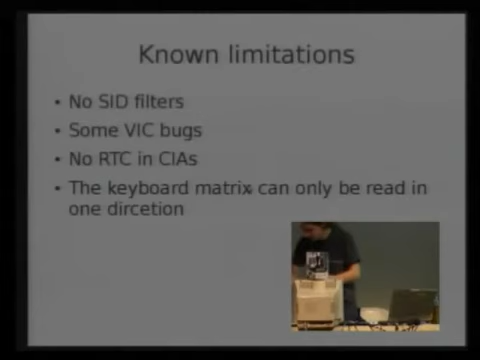 Known limitations
• No SID filters
• Some VIC bugs
• No RTC in CIAs
• The keyboard matrix can only be read in
one dircetion